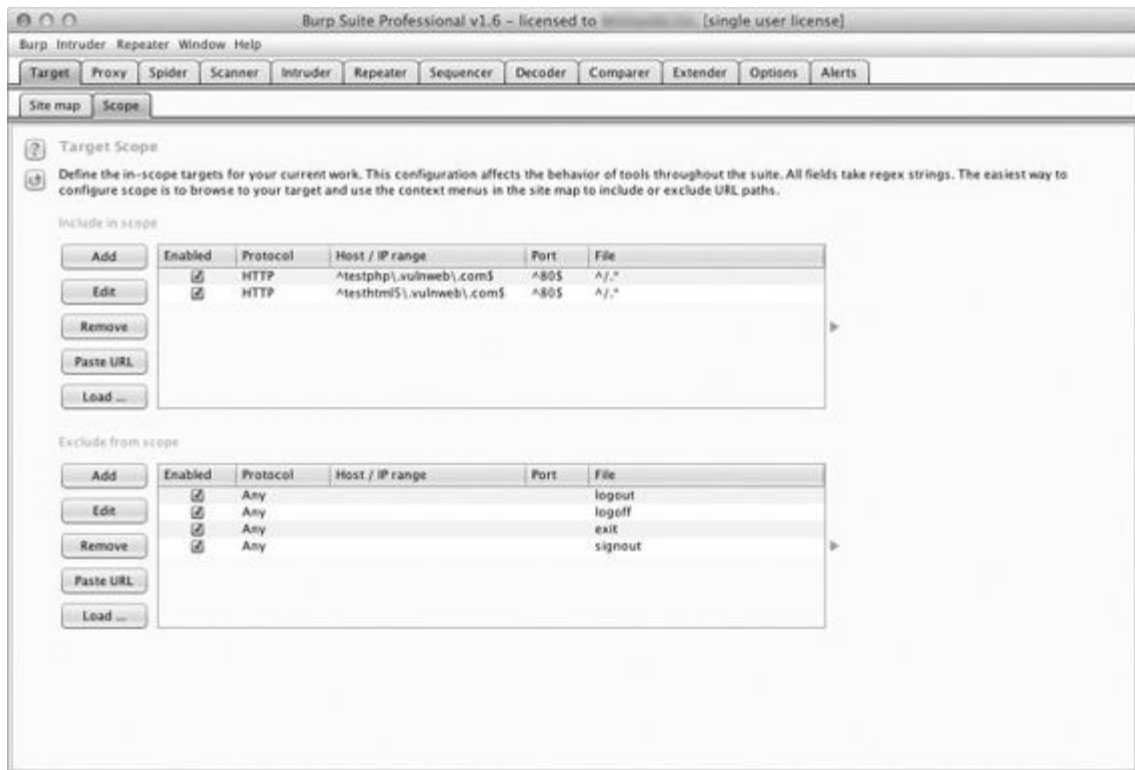 Burp Suite Professional v1.6 – licensed to [single user license]
Burp Intruder Repeater Window Help
Target Proxy Spider Scanner Intruder Repeater Sequencer Decoder Comparer Extender Options Alerts
Site map Scope
? Target Scope
Define the in-scope targets for your current work. This configuration affects the behavior of tools throughout the suite. All fields take regex strings. The easiest way to
configure scope is to browse to your target and use the context menus in the site map to include or exclude URL paths.
Include in scope
Add Enabled Protocol Host / IP range Port File
HTTP ^testphp\.vulnweb\.com$ ^80$ ^/.*
Edit HTTP ^testhtml5\.vulnweb\.com$ ^80$ ^/.*
Remove
Paste URL
Load ...
Exclude from scope
Add Enabled Protocol Host / IP range Port File
Any logout
Edit Any logoff
Any exit
Remove Any signout
Paste URL
Load ...